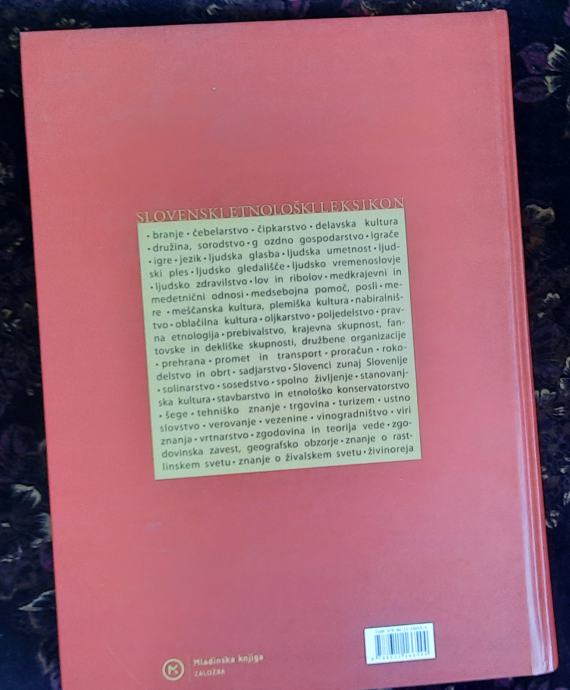 SLOVENSKI ETNOLOŠKI LEKSIKON
• branje • čebelarstvo • čipkarstvo • delavska kultura
• družina, sorodstvo • g ozdno gospodarstvo • igrače
• igre • jezik • ljudska glasba • ljudska umetnost • ljud-
ski ples • ljudsko gledališče • ljudsko vremenoslovje
• ljudsko zdravilstvo • lov in ribolov • medkrajevni in
medetnični odnosi • medsebojna pomoč, posli • me-
re • meščanska kultura, plemiška kultura • nabiralniš-
tvo • oblačilna kultura • oljkarstvo • poljedelstvo • prav-
na etnologija • prebivalstvo, krajevna skupnost, fan-
tovske in dekliške skupnosti, družbene organizacije
• prehrana • promet in transport • proračun • roko-
delstvo in obrt • sadjarstvo • Slovenci zunaj Slovenije
• solinarstvo • sosedstvo • spolno življenje • stanovanj-
ska kultura • stavbarstvo in etnološko konservatorstvo
• šege • tehniško znanje • trgovina • turizem • ustno
slovstvo • verovanje • vezenine • vinogradništvo • viri
znanja • vrtnarstvo • zgodovina in teorija vede • zgo-
dovinska zavest, geografsko obzorje • znanje o rast-
linskem svetu • znanje o živalskem svetu • živinoreja
Mladinska knjiga
ZALOŽBA